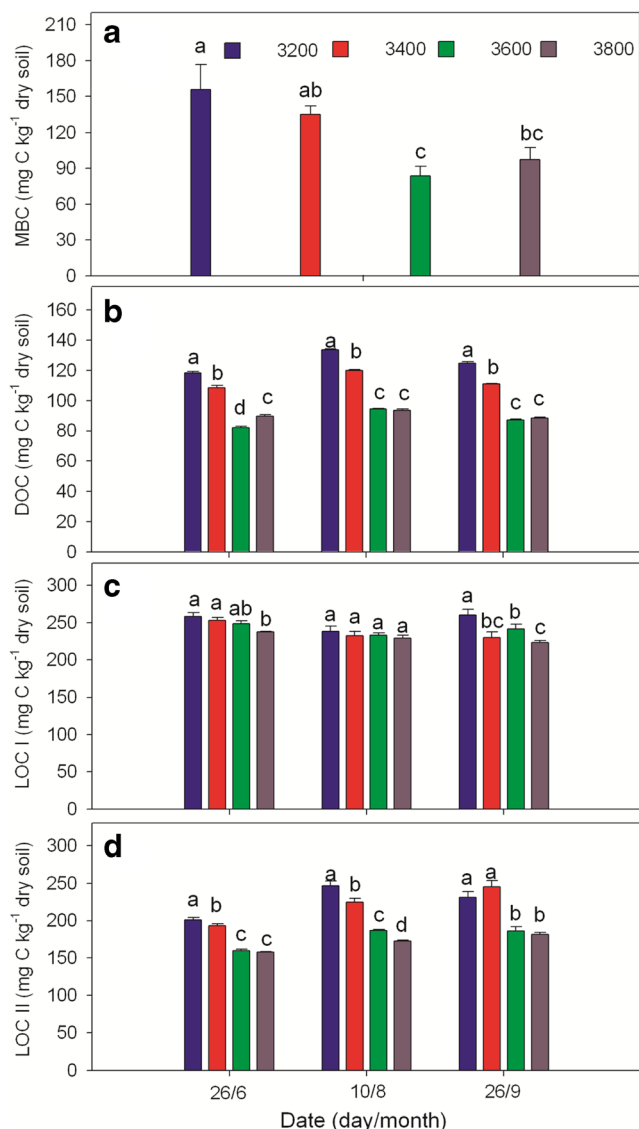 a
3200 3400 3600 3800
210
180
150
120
90
60
30
0
MBC (mg C kg⁻¹ dry soil)
a
ab
c
bc
b
160
140
120
100
80
60
40
20
0
DOC (mg C kg⁻¹ dry soil)
a b d c
a b c c
a b c c
c
300
250
200
150
100
50
0
LOC I (mg C kg⁻¹ dry soil)
a a ab b
a a a a
a bc b c
d
300
250
200
150
100
50
0
LOC II (mg C kg⁻¹ dry soil)
a b c c
a b c d
a a b b
26/6 10/8 26/9
Date (day/month)